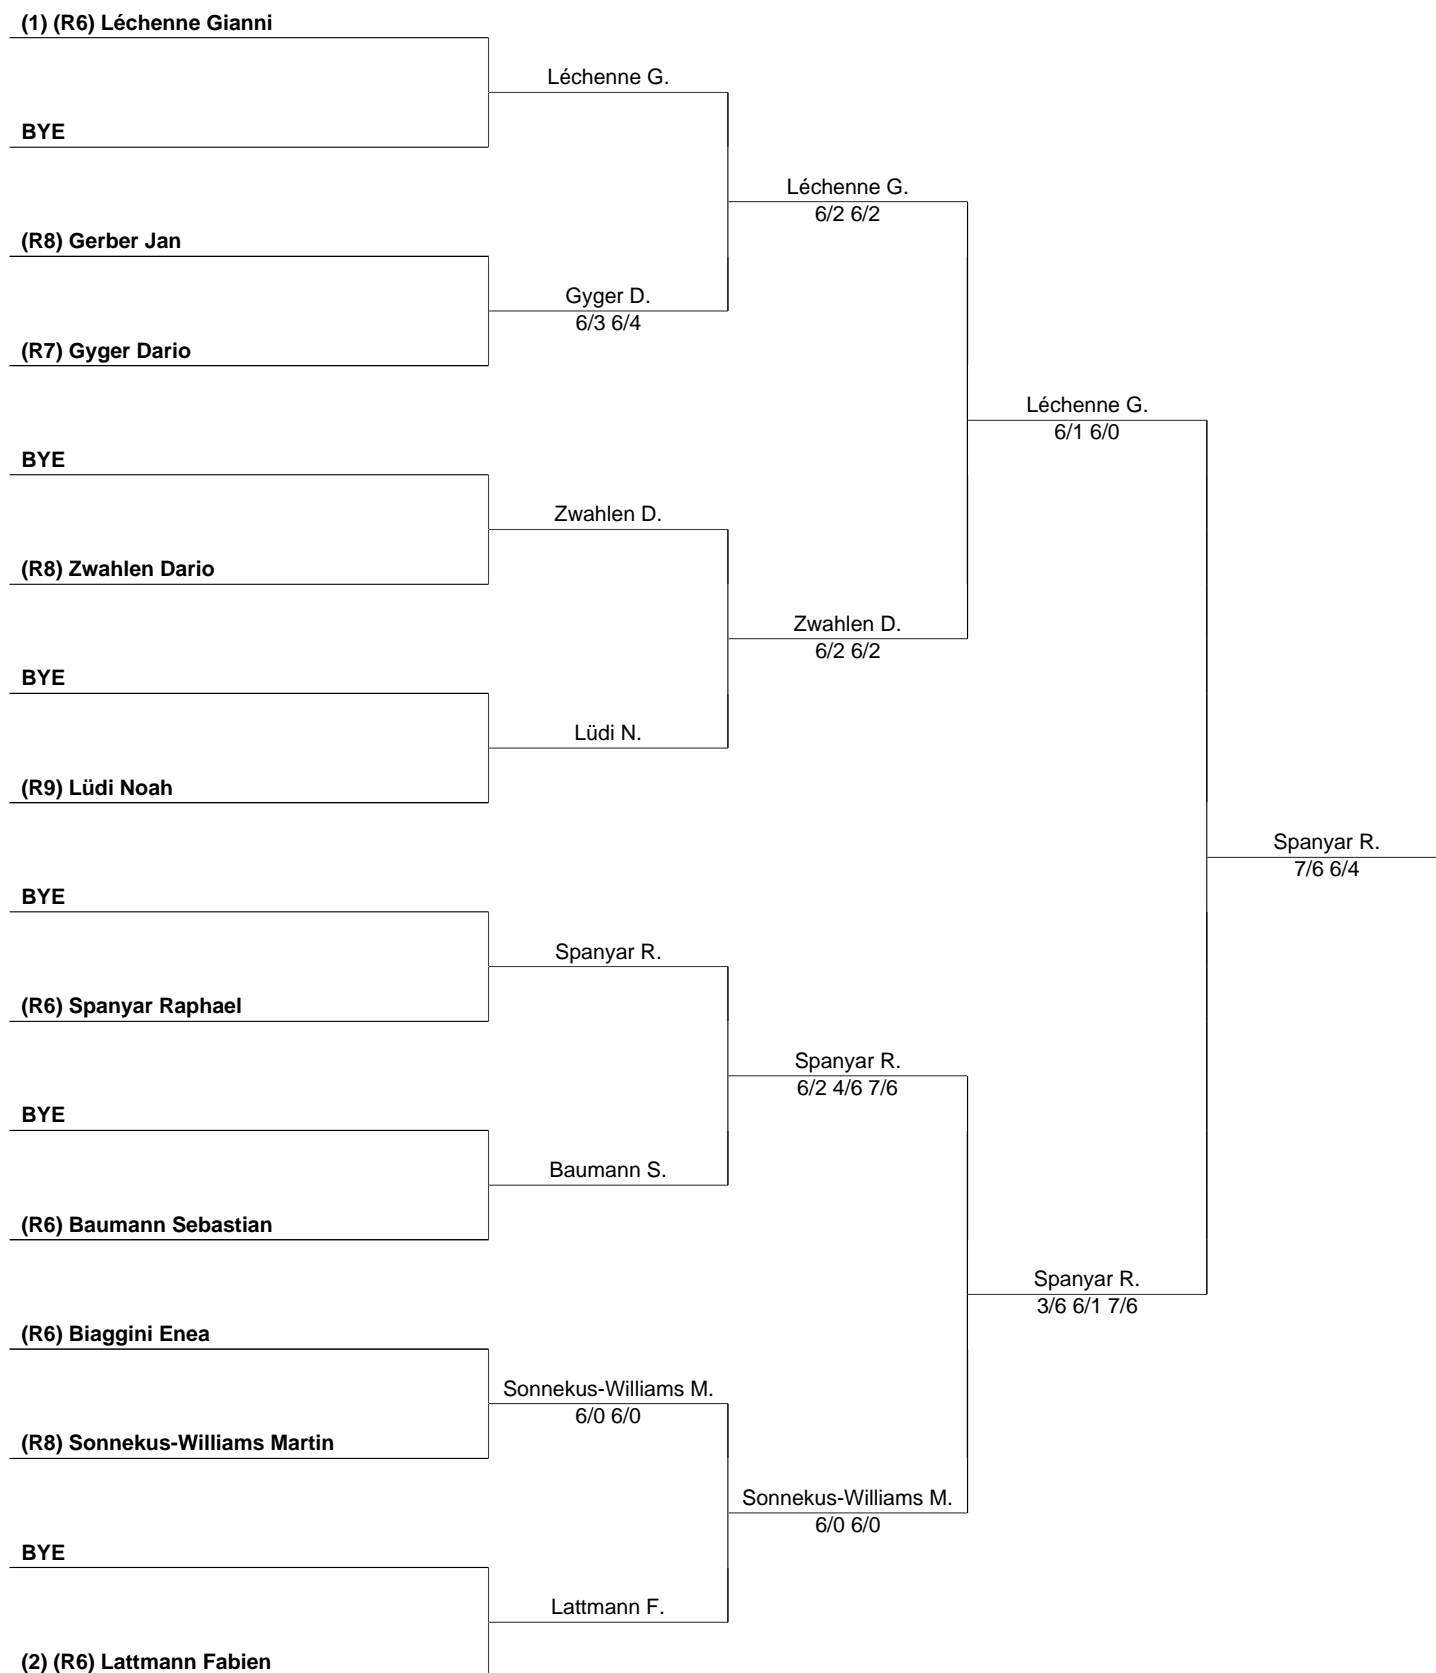 (1) (R6) Léchenne Gianni
Léchenne G.
BYE
Léchenne G.
6/2 6/2
(R8) Gerber Jan
Gyger D.
6/3 6/4
(R7) Gyger Dario
Léchenne G.
6/1 6/0
BYE
Zwahlen D.
(R8) Zwahlen Dario
Zwahlen D.
6/2 6/2
BYE
Lüdi N.
(R9) Lüdi Noah
Spanyar R.
7/6 6/4
BYE
Spanyar R.
(R6) Spanyar Raphael
Spanyar R.
6/2 4/6 7/6
BYE
Baumann S.
(R6) Baumann Sebastian
Spanyar R.
3/6 6/1 7/6
(R6) Biaggini Enea
Sonnekus-Williams M.
6/0 6/0
(R8) Sonnekus-Williams Martin
Sonnekus-Williams M.
6/0 6/0
BYE
Lattmann F.
(2) (R6) Lattmann Fabien